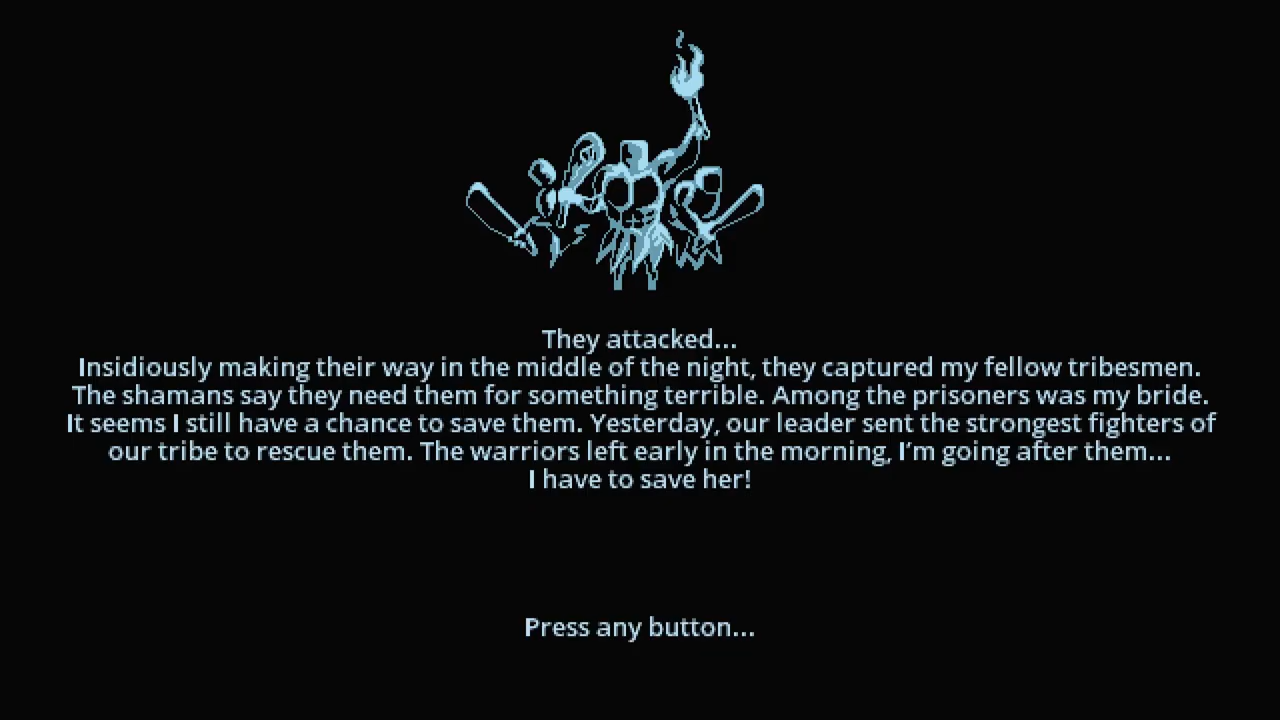 They attacked...
Insidiously making their way in the middle of the night, they captured my fellow tribesmen.
The shamans say they need them for something terrible. Among the prisoners was my bride.
It seems I still have a chance to save them. Yesterday, our leader sent the strongest fighters of
our tribe to rescue them. The warriors left early in the morning, I’m going after them...
I have to save her!
Press any button...